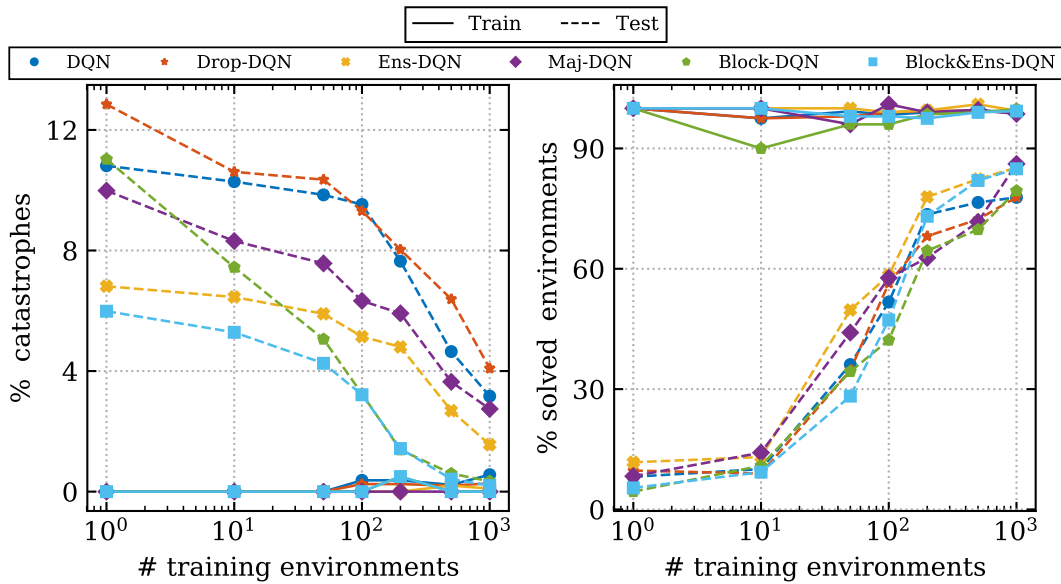 Train Test
DQN Drop-DQN Ens-DQN Maj-DQN Block-DQN Block&Ens-DQN
% catastrophes
12
8
4
0
10^0 10^1 10^2 10^3
# training environments
% solved environments
90
60
30
0
10^0 10^1 10^2 10^3
# training environments